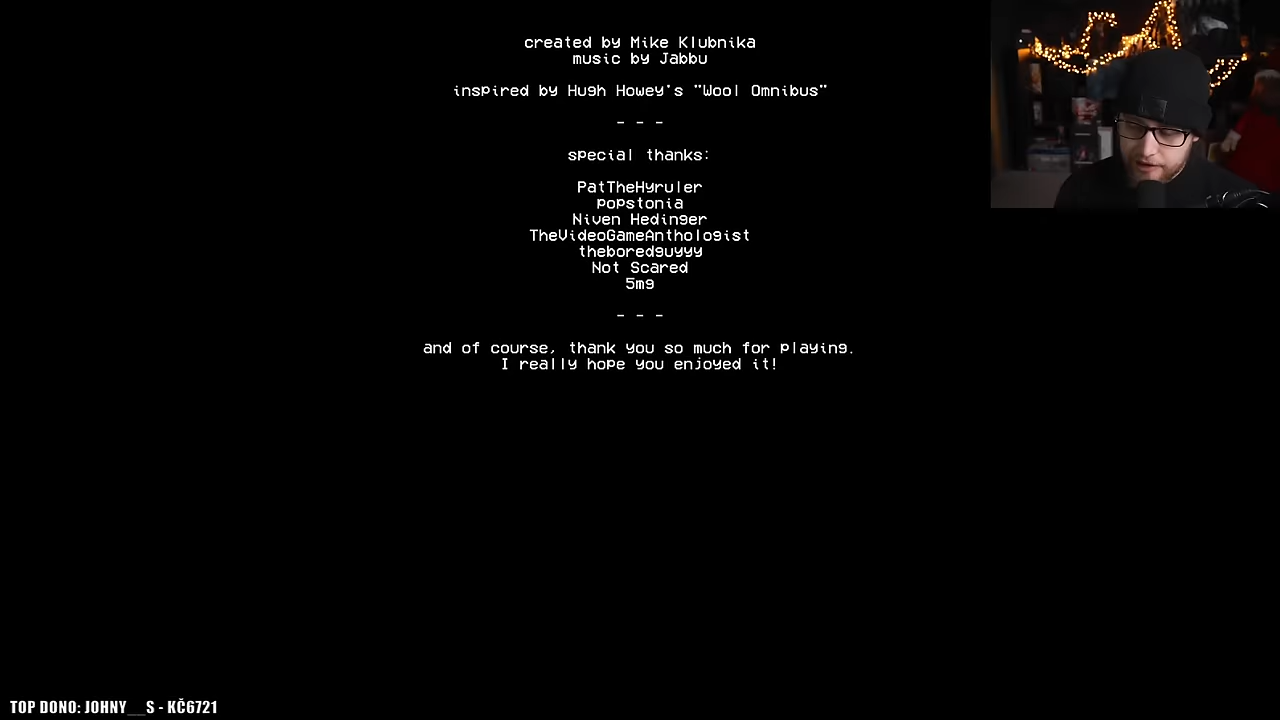 created by Mike Klubnika
music by Jabbu
inspired by Hugh Howey's "Wool Omnibus"
- - -
special thanks:
PatTheHyruler
popstonia
Niven Hedinger
TheVideoGameAnthologist
theboredguyyy
Not Scared
5mg
- - -
and of course, thank you so much for playing.
I really hope you enjoyed it!
TOP DONO: JOHNY__S - KČ6721